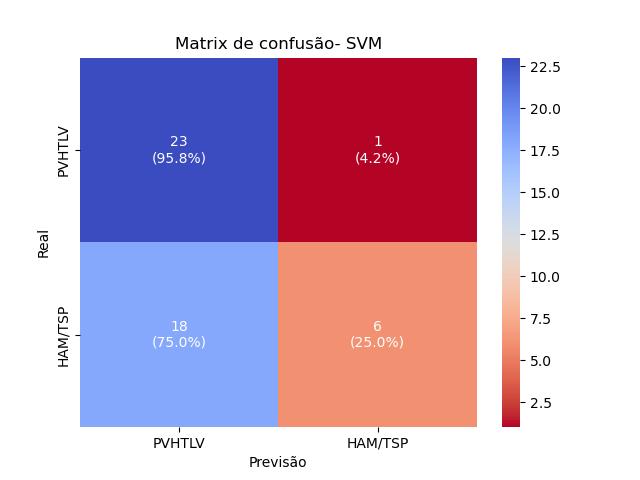 Matrix de confusão- SVM
PVHTLV
HAM/TSP
Real
23
(95.8%)
1
(4.2%)
18
(75.0%)
6
(25.0%)
PVHTLV
HAM/TSP
Previsão
22.5
20.0
17.5
15.0
12.5
10.0
7.5
5.0
2.5